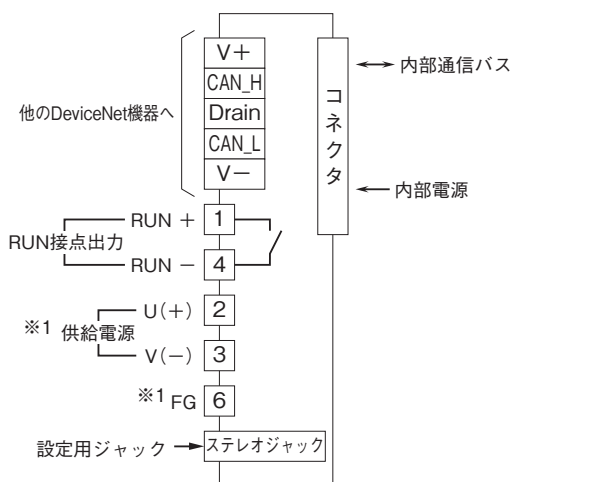 V+
CAN_H
他のDeviceNet機器へ
Drain
CAN_L
V−
コネクタ
内部通信バス
内部電源
RUN + 1
RUN接点出力
RUN − 4
U(+) 2
※1 供給電源
V(−) 3
※1 FG 6
設定用ジャック
ステレオジャック